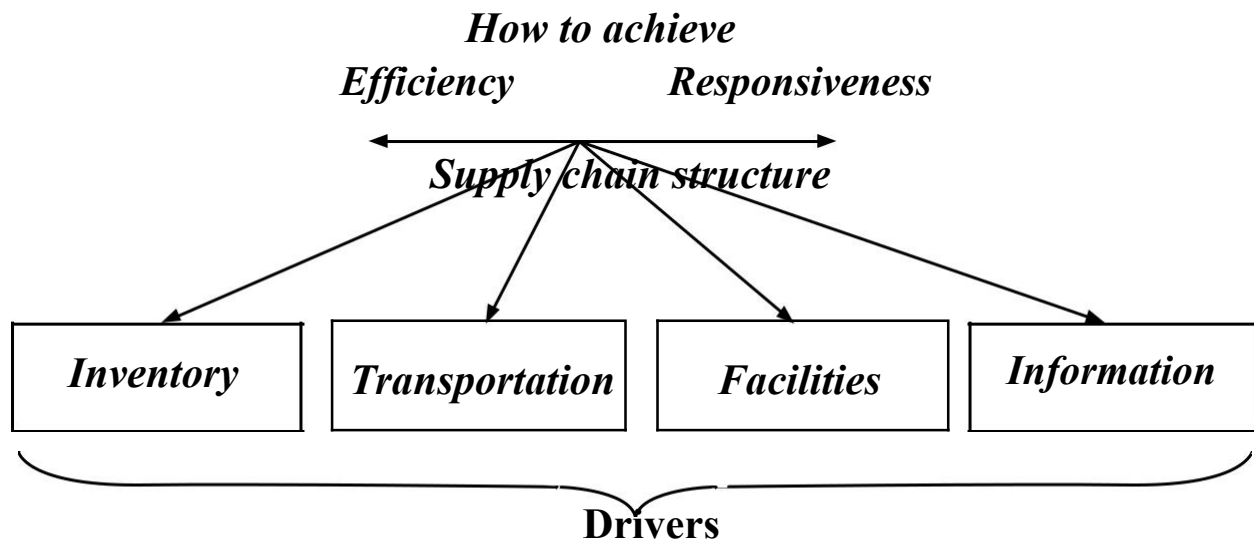 How to achieve
Efficiency Responsiveness
Supply chain structure
Inventory Transportation Facilities Information
Drivers